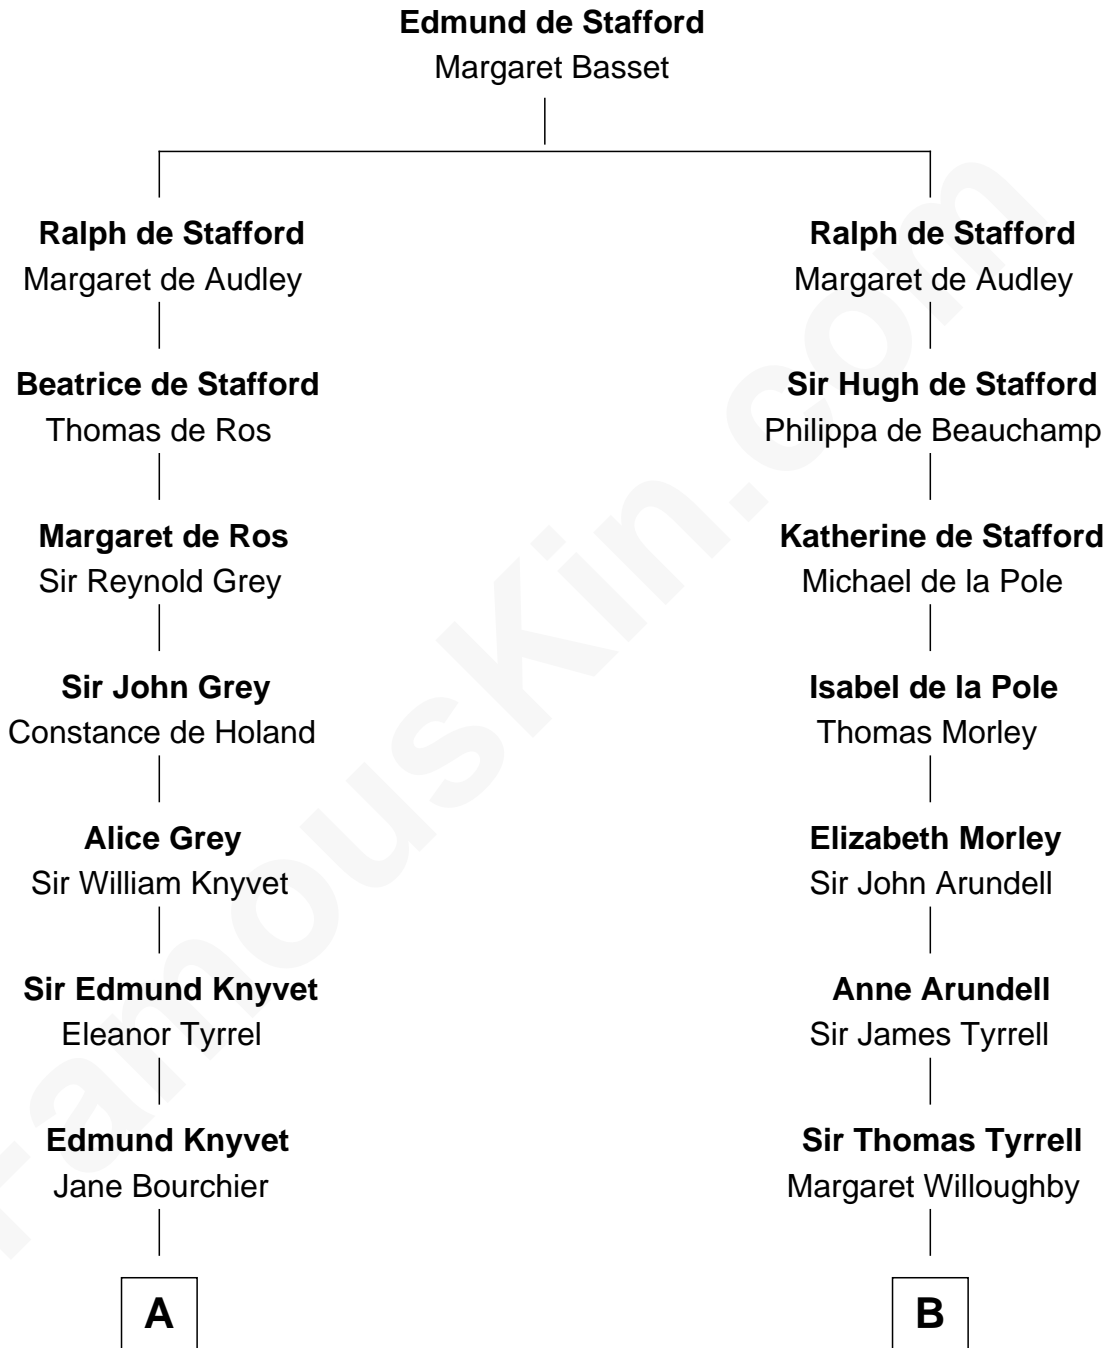 Edmund de Stafford
Margaret Basset
Ralph de Stafford
Margaret de Audley
Beatrice de Stafford
Thomas de Ros
Margaret de Ros
Sir Reynold Grey
Sir John Grey
Constance de Holand
Alice Grey
Sir William Knyvet
Sir Edmund Knyvet
Eleanor Tyrrel
Edmund Knyvet
Jane Bourchier
A
Ralph de Stafford
Margaret de Audley
Sir Hugh de Stafford
Philippa de Beauchamp
Katherine de Stafford
Michael de la Pole
Isabel de la Pole
Thomas Morley
Elizabeth Morley
Sir John Arundell
Anne Arundell
Sir James Tyrrell
Sir Thomas Tyrrell
Margaret Willoughby
B
FamousKin.com